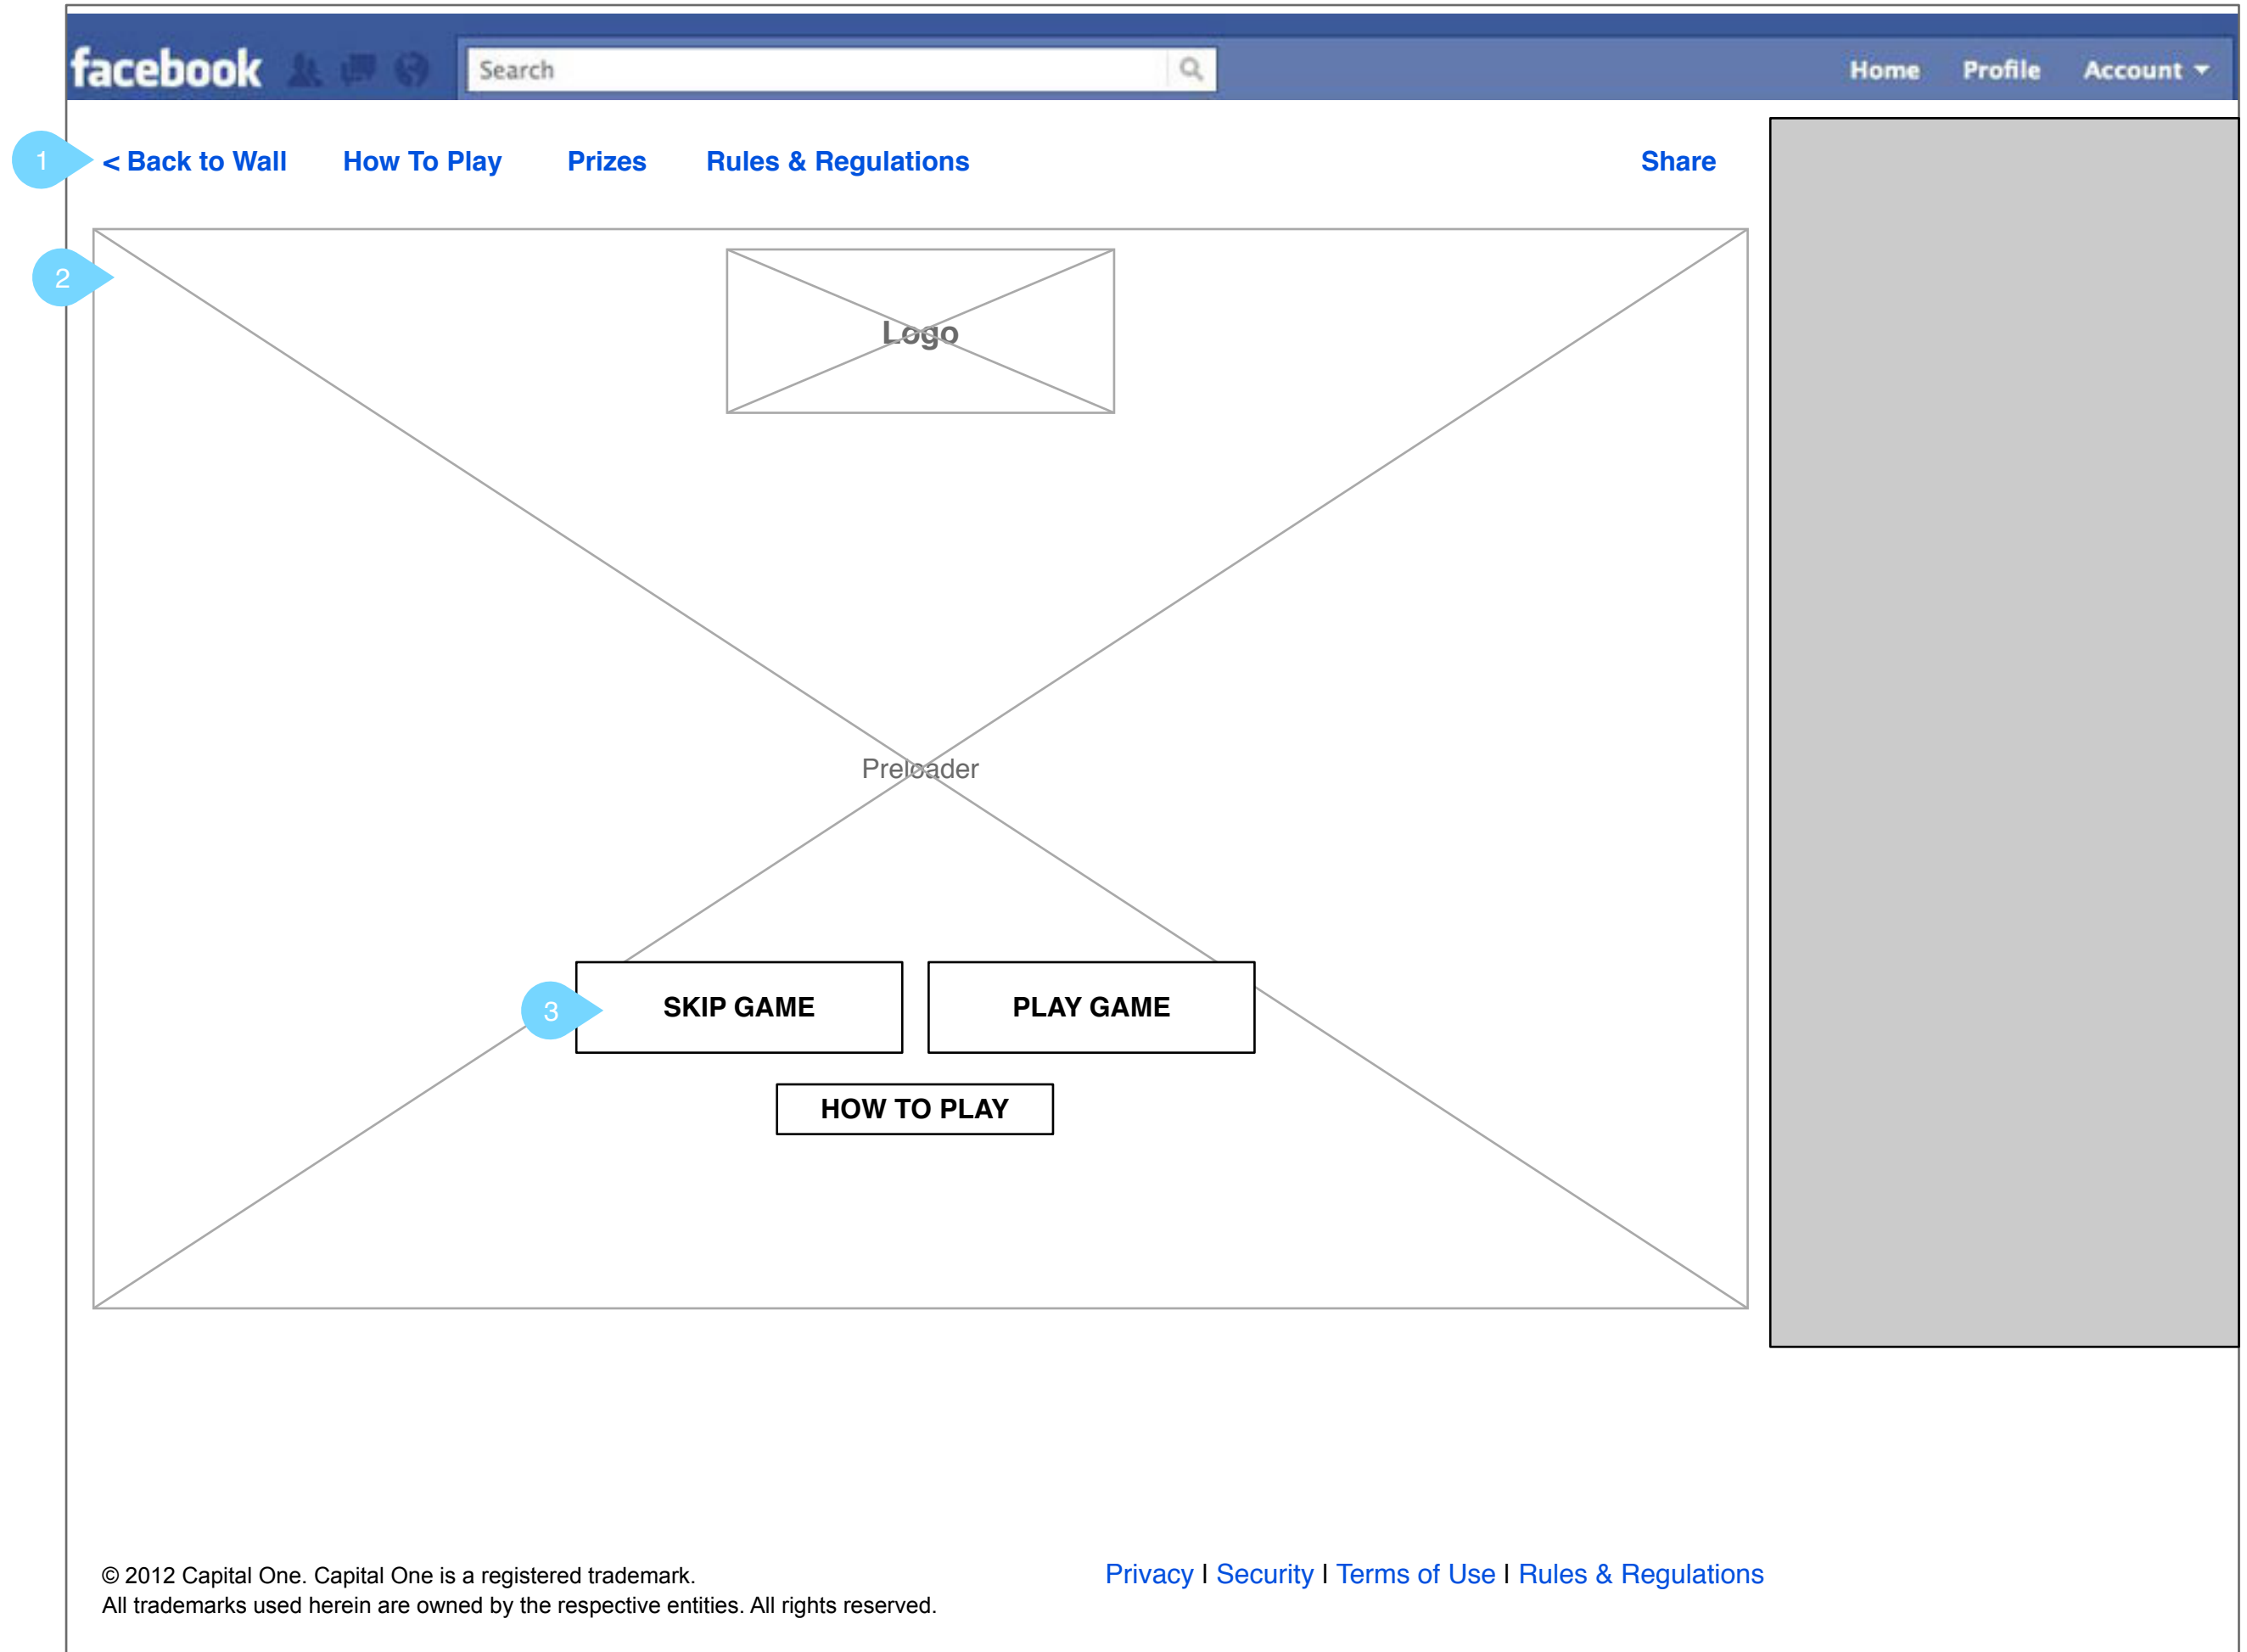 facebook Search Home Profile Account
1 < Back to Wall How To Play Prizes Rules & Regulations Share
2
Logo
Preloader
3 SKIP GAME PLAY GAME
HOW TO PLAY
© 2012 Capital One. Capital One is a registered trademark.
All trademarks used herein are owned by the respective entities. All rights reserved.
Privacy | Security | Terms of Use | Rules & Regulations